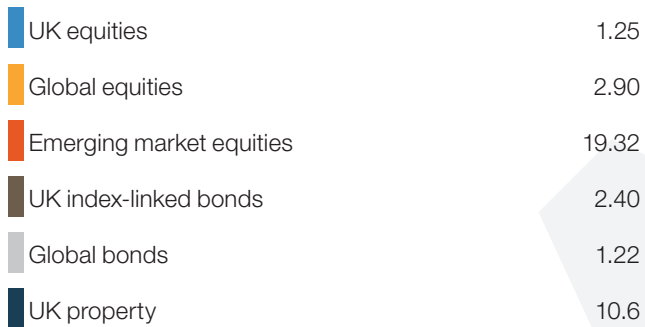 UK equities 1.25
Global equities 2.90
Emerging market equities 19.32
UK index-linked bonds 2.40
Global bonds 1.22
UK property 10.6